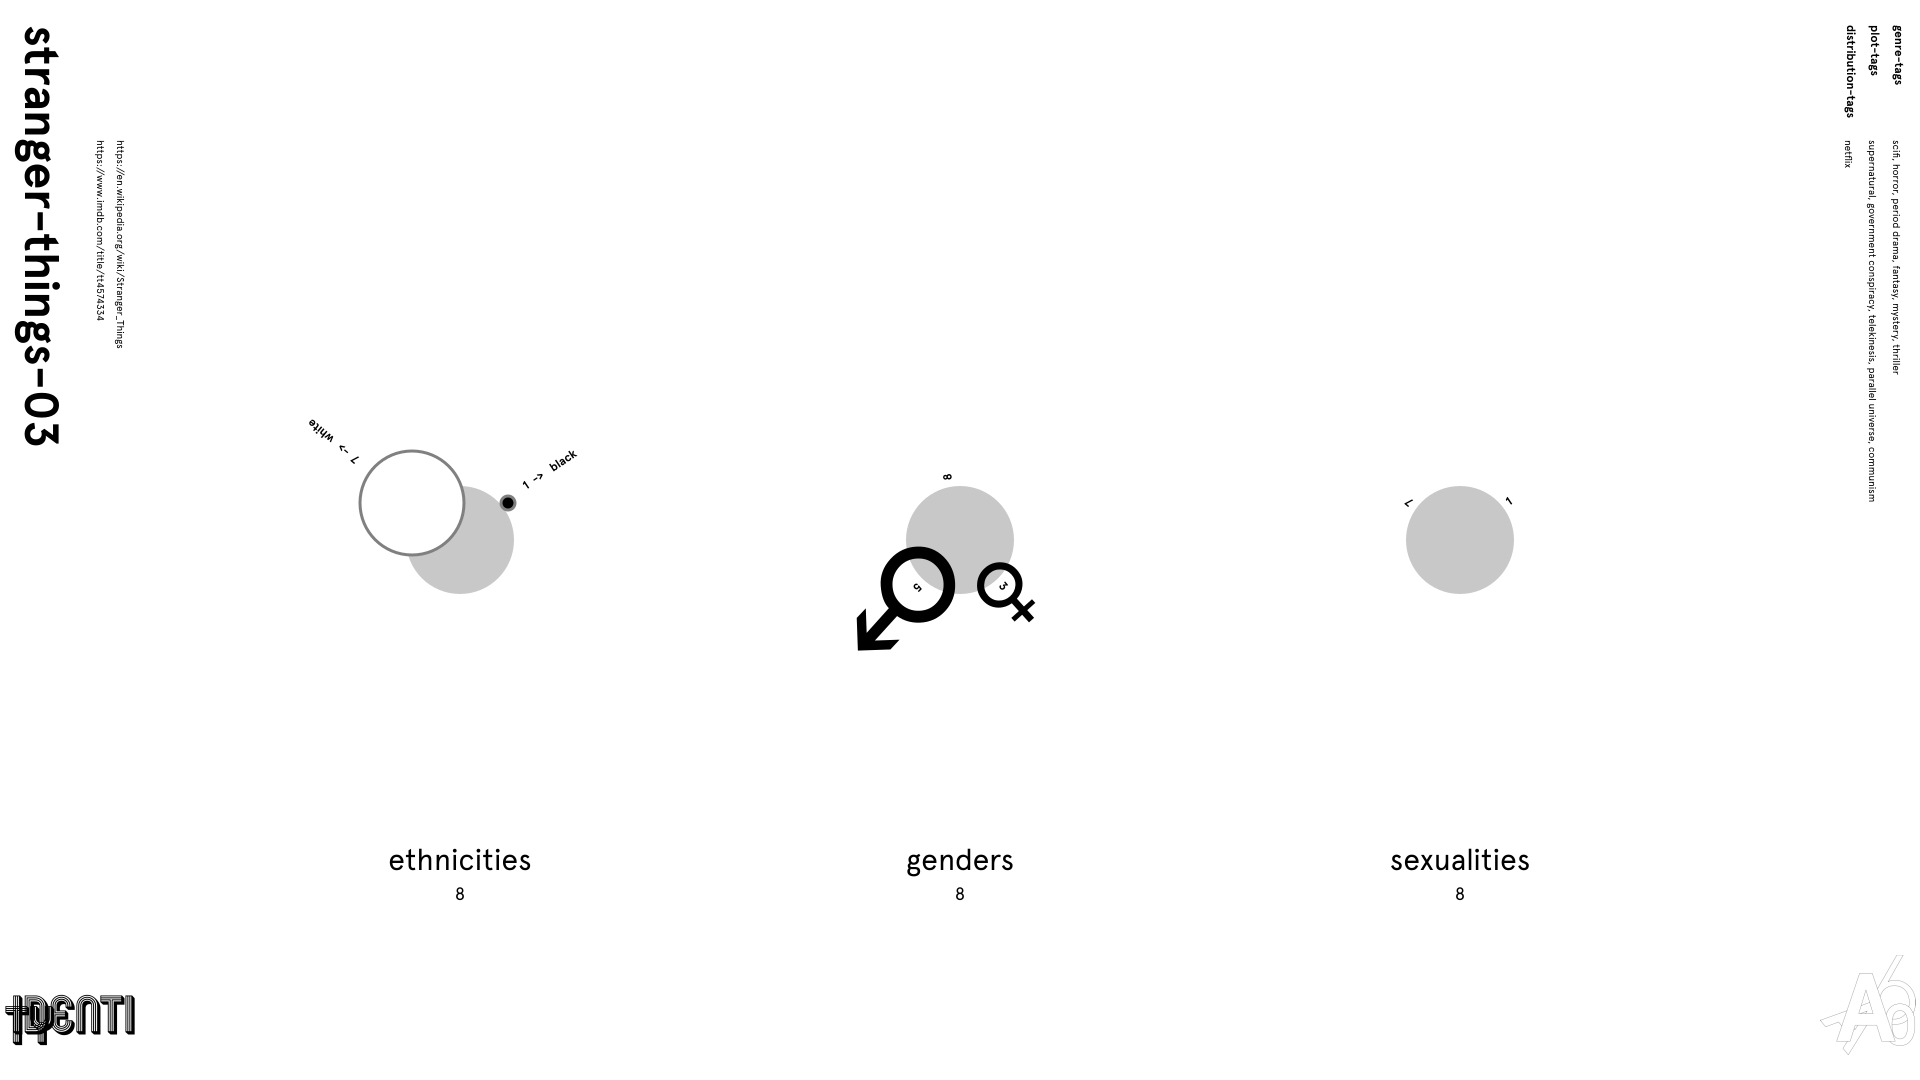 stranger-things-03
https://en.wikipedia.org/wiki/Stranger_Things
https://www.imdb.com/title/tt4574334
genre-tags scifi, horror, period drama, fantasy, mystery, thriller
plot-tags supernatural, government conspiracy, telekinesis, parallel universe, communism
distribution-tags netflix
7 -> white
1 -> black
8
5
3
7
1
ethnicities
8
genders
8
sexualities
8
IDENTI